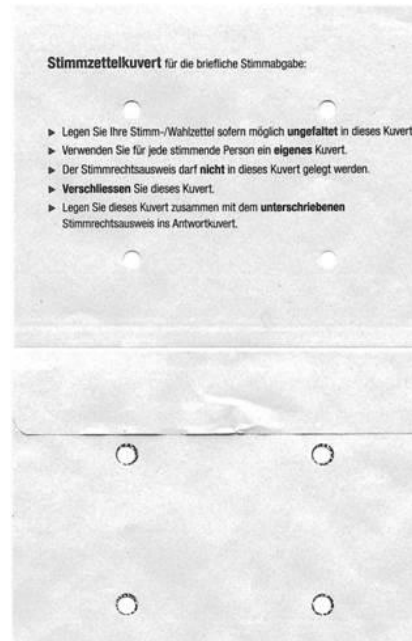 Stimmzettelkuvert für die briefliche Stimmabgabe:
▶ Legen Sie Ihre Stimm-/Wahlzettel sofern möglich ungefaltet in dieses Kuvert.
▶ Verwenden Sie für jede stimmende Person ein eigenes Kuvert.
▶ Der Stimmrechtsausweis darf nicht in dieses Kuvert gelegt werden.
▶ Verschliessen Sie dieses Kuvert.
▶ Legen Sie dieses Kuvert zusammen mit dem unterschriebenen
Stimmrechtsausweis ins Antwortkuvert.